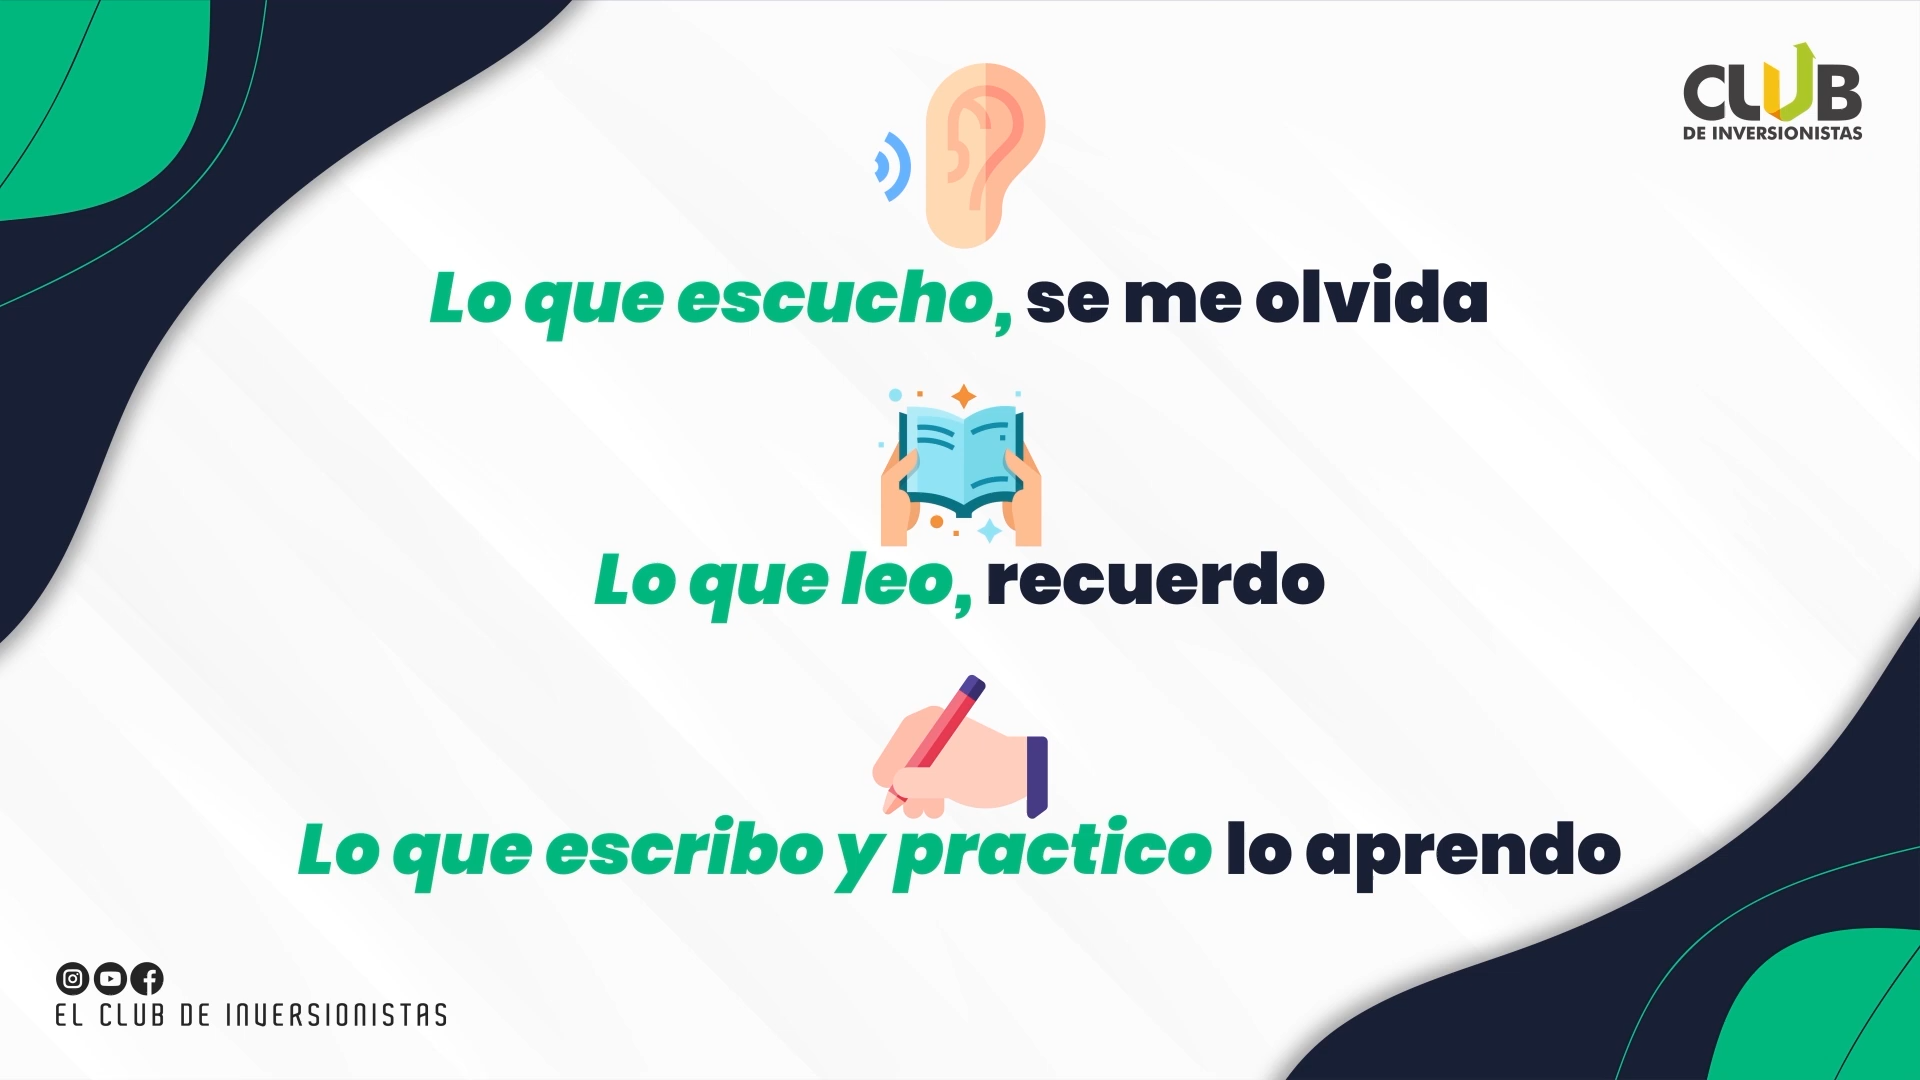 CLUB
DE INVERSIONISTAS
Lo que escucho, se me olvida
Lo que leo, recuerdo
Lo que escribo y practico lo aprendo
EL CLUB DE INVERSIONISTAS